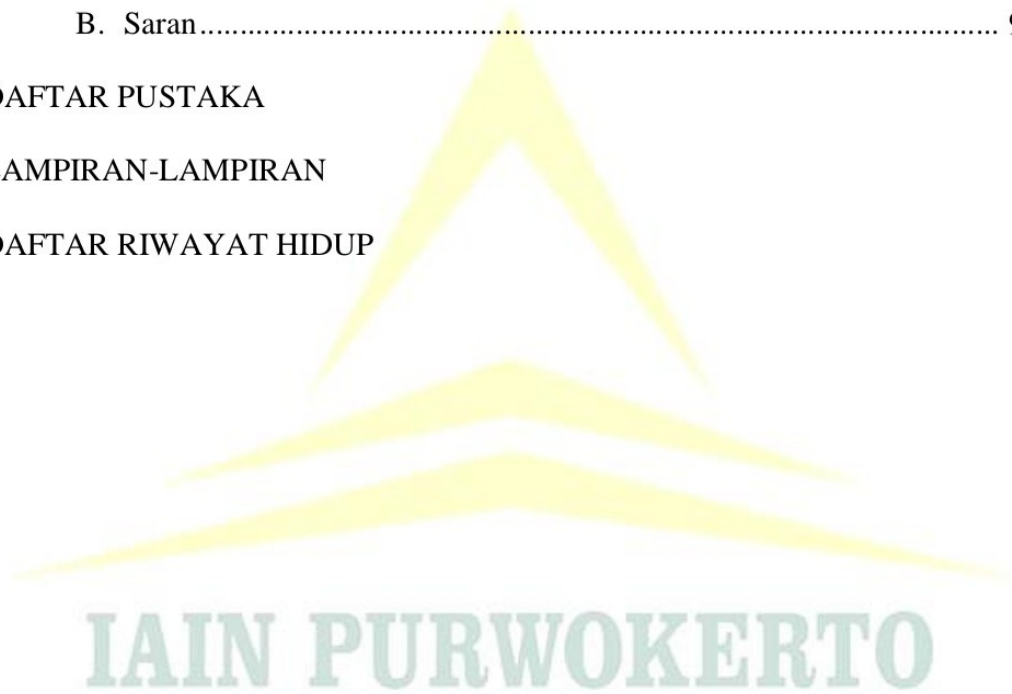 B. Saran....................................................................................................
DAFTAR PUSTAKA
LAMPIRAN-LAMPIRAN
DAFTAR RIWAYAT HIDUP
IAIN PURWOKERTO